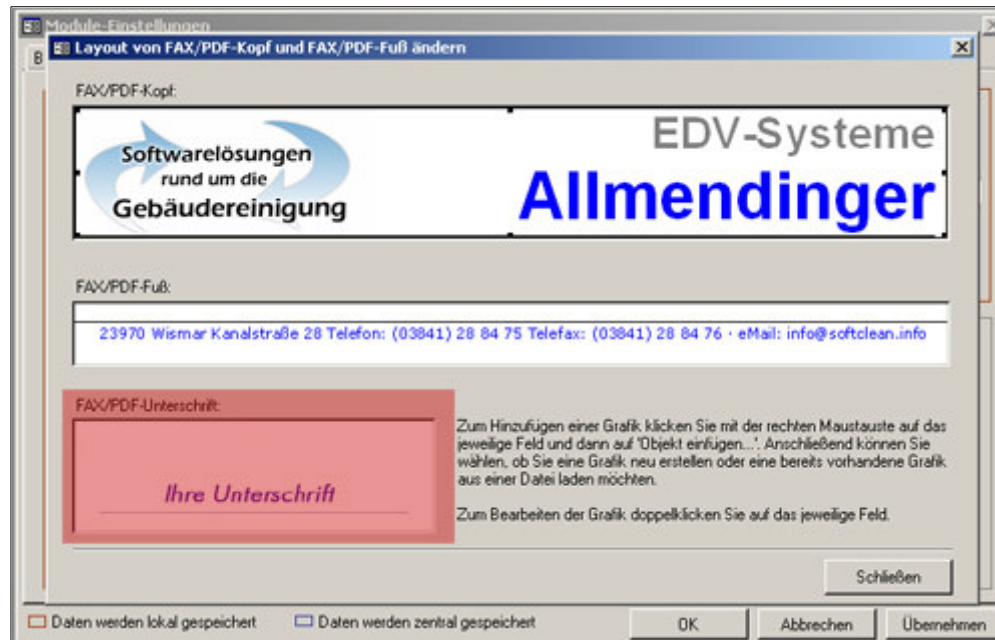 Module-Einstellungen
Layout von FAX/PDF-Kopf und FAX/PDF-Fuß ändern
B
FAX/PDF-Kopf:
Softwarelösungen
rund um die
Gebäudereinigung
EDV-Systeme
Allmendinger
FAX/PDF-Fuß:
23970 Wismar Kanalstraße 28 Telefon: (03841) 28 84 75 Telefax: (03841) 28 84 76 · eMail: info@softclean.info
FAX/PDF-Unterschrift:
Ihre Unterschrift
Zum Hinzufügen einer Grafik klicken Sie mit der rechten Maustauste auf das
jeweilige Feld und dann auf 'Objekt einfügen...'. Anschließend können Sie
wählen, ob Sie eine Grafik neu erstellen oder eine bereits vorhandene Grafik
aus einer Datei laden möchten.
Zum Bearbeiten der Grafik doppelklicken Sie auf das jeweilige Feld.
Schließen
Daten werden lokal gespeichert
Daten werden zentral gespeichert
OK
Abbrechen
Übernehmen